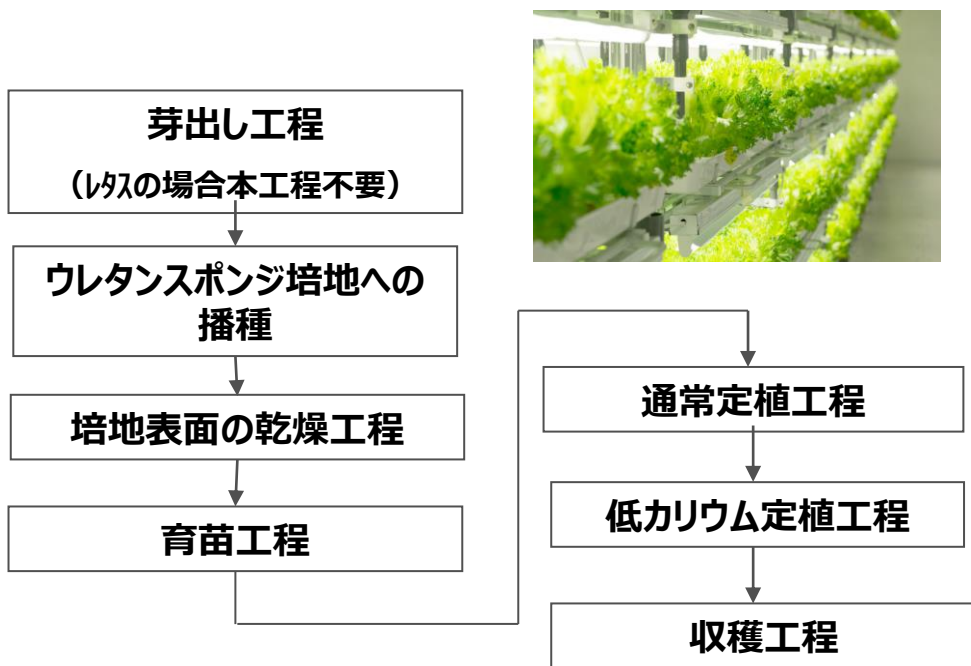 芽出し工程
（ﾚﾀｽの場合本工程不要）
ウレタンスポンジ培地への
播種
培地表面の乾燥工程
育苗工程
通常定植工程
低カリウム定植工程
収穫工程